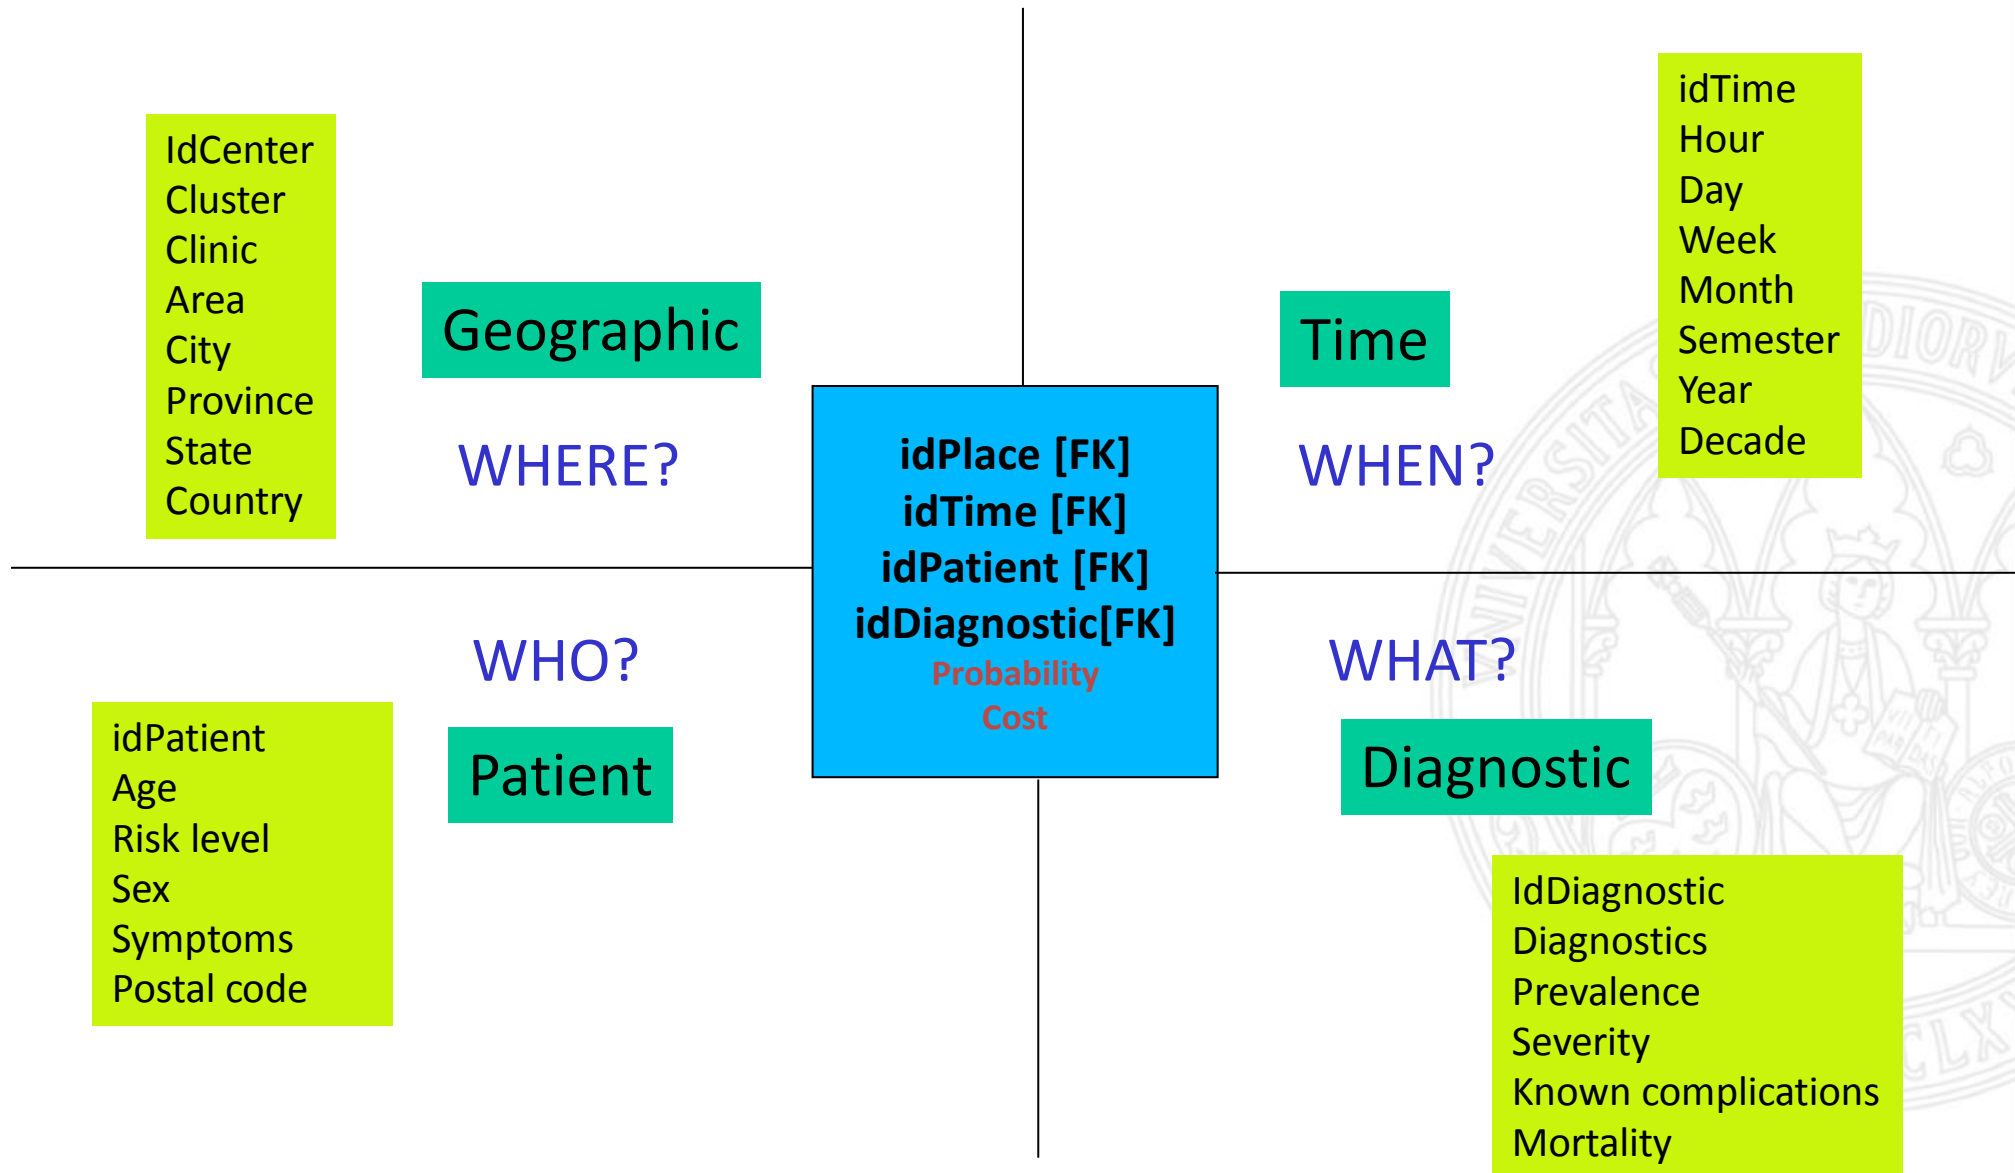 IdCenter
Cluster
Clinic
Area
City
Province
State
Country
Geographic
WHERE?
Time
WHEN?
idTime
Hour
Day
Week
Month
Semester
Year
Decade
idPlace [FK]
idTime [FK]
idPatient [FK]
idDiagnostic[FK]
Probability
Cost
WHO?
Patient
idPatient
Age
Risk level
Sex
Symptoms
Postal code
WHAT?
Diagnostic
IdDiagnostic
Diagnostics
Prevalence
Severity
Known complications
Mortality